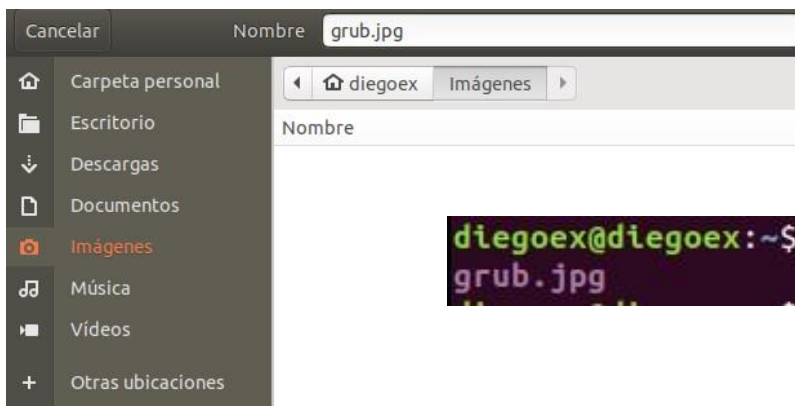 Cancelar Nombre grub.jpg
Carpeta personal
Escritorio
Descargas
Documentos
Imágenes
Música
Vídeos
Otras ubicaciones
diegoex Imágenes
Nombre
diegoex@diegoex:~$
grub.jpg